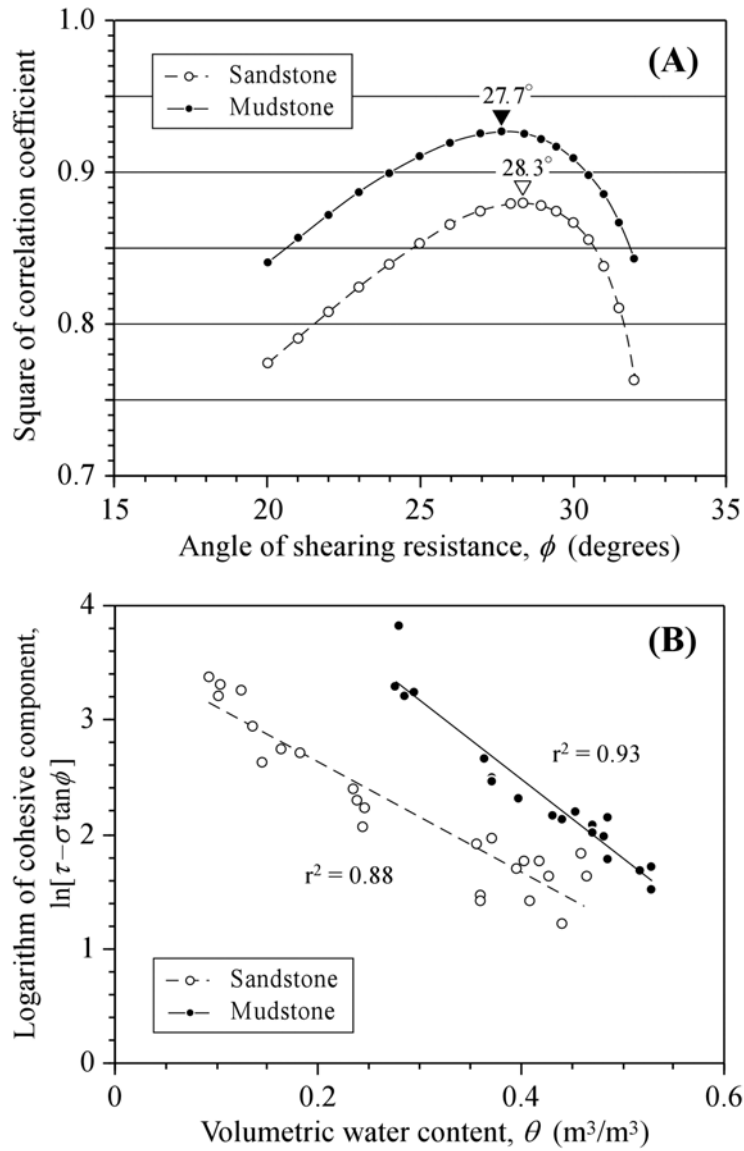 (A)
Sandstone
Mudstone
27.7°
28.3°
1.0
0.9
0.8
0.7
Square of correlation coefficient
15 20 25 30 35
Angle of shearing resistance, ϕ (degrees)
(B)
4
3
2
1
0
Logarithm of cohesive component,
ln[τ−σtanϕ]
r² = 0.93
r² = 0.88
Sandstone
Mudstone
0 0.2 0.4 0.6
Volumetric water content, θ (m³/m³)